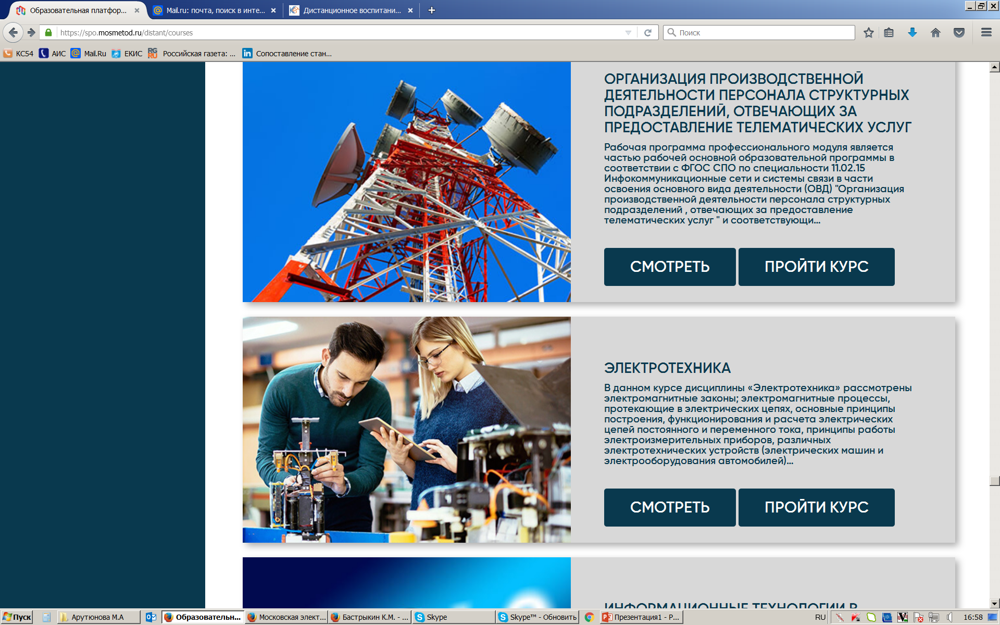 Образовательная платфор...
Mail.ru: почта, поиск в инте...
Дистанционное воспитани...
https://spo.mosmetod.ru/distant/courses
Поиск
КС54
АИС
Mail.Ru
ЕКИС
RG RU
Российская газета: ...
in
Сопоставление стан...
ОРГАНИЗАЦИЯ ПРОИЗВОДСТВЕННОЙ
ДЕЯТЕЛЬНОСТИ ПЕРСОНАЛА СТРУКТУРНЫХ
ПОДРАЗДЕЛЕНИЙ, ОТВЕЧАЮЩИХ ЗА
ПРЕДОСТАВЛЕНИЕ ТЕЛЕМАТИЧЕСКИХ УСЛУГ
Рабочая программа профессионального модуля является
частью рабочей основной образовательной программы в
соответствии с ФГОС СПО по специальности 11.02.15
Инфокоммуникационные сети и системы связи в части
освоения основного вида деятельности (ОВД) "Организация
производственной деятельности персонала структурных
подразделений , отвечающих за предоставление
телематических услуг " и соответствующи...
СМОТРЕТЬ
ПРОЙТИ КУРС
ЭЛЕКТРОТЕХНИКА
В данном курсе дисциплины «Электротехника» рассмотрены
электромагнитные законы; электромагнитные процессы,
протекающие в электрических цепях, основные принципы
построения, функционирования и расчета электрических
цепей постоянного и переменного тока, принципы работы
электроизмерительных приборов, различных
электротехнических устройств (электрических машин и
электрооборудования автомобилей)...
СМОТРЕТЬ
ПРОЙТИ КУРС
ИНФОРМАЦИОННЫЕ ТЕХНОЛОГИИ В
Пуск
Арутюнова М.А
Образовательн...
Московская элект...
Бастрыкин К.М. - ...
Skype
Skype™ - Обновить
Презентация1 - P...
RU
16:58